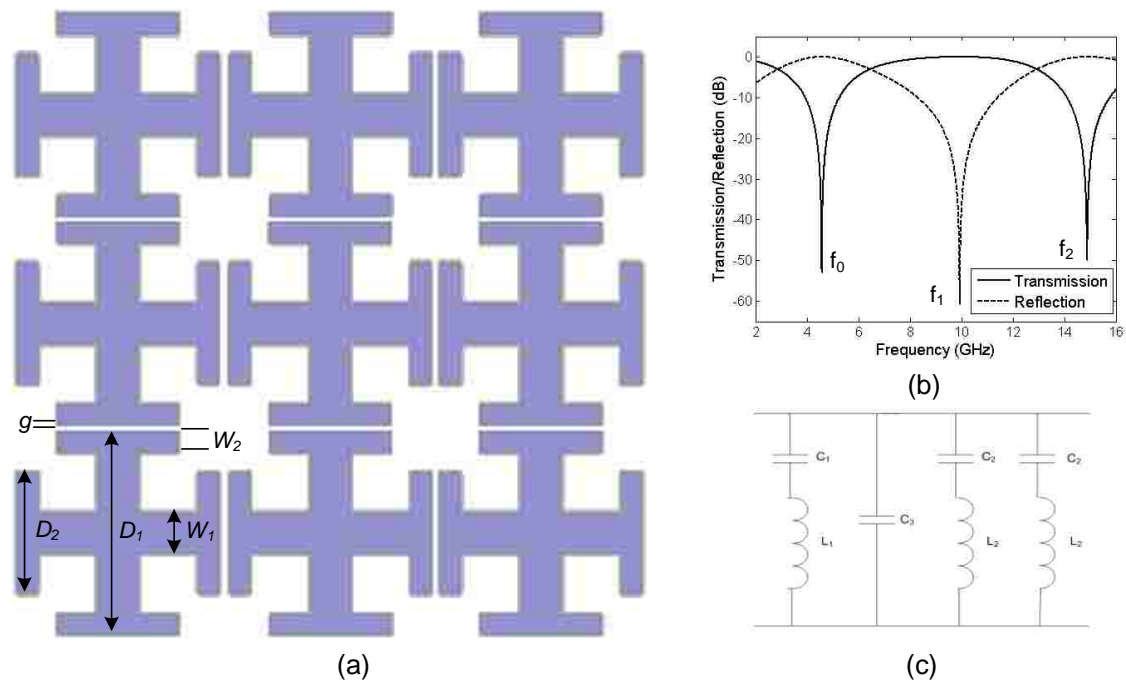 g
W₂
D₂
D₁
W₁
(a)
Transmission/Reflection (dB)
0
-10
-20
-30
-40
-50
-60
f₀
f₁
f₂
Transmission
Reflection
2
4
6
8
10
12
14
16
Frequency (GHz)
(b)
C₁
C₂
C₂
C₃
L₁
L₂
L₂
(c)